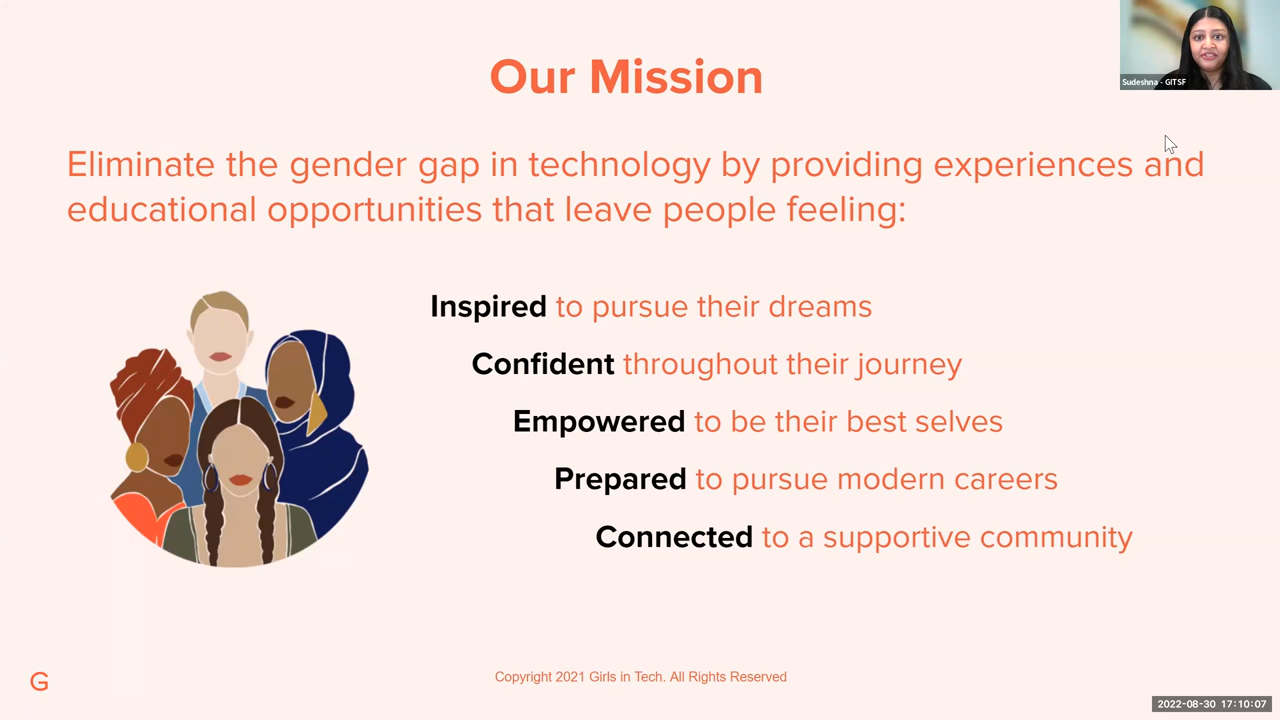 Our Mission
Sudeshna - GITSF
Eliminate the gender gap in technology by providing experiences and
educational opportunities that leave people feeling:
Inspired to pursue their dreams
Confident throughout their journey
Empowered to be their best selves
Prepared to pursue modern careers
Connected to a supportive community
G
Copyright 2021 Girls in Tech. All Rights Reserved
2022-08-30 17:10:07